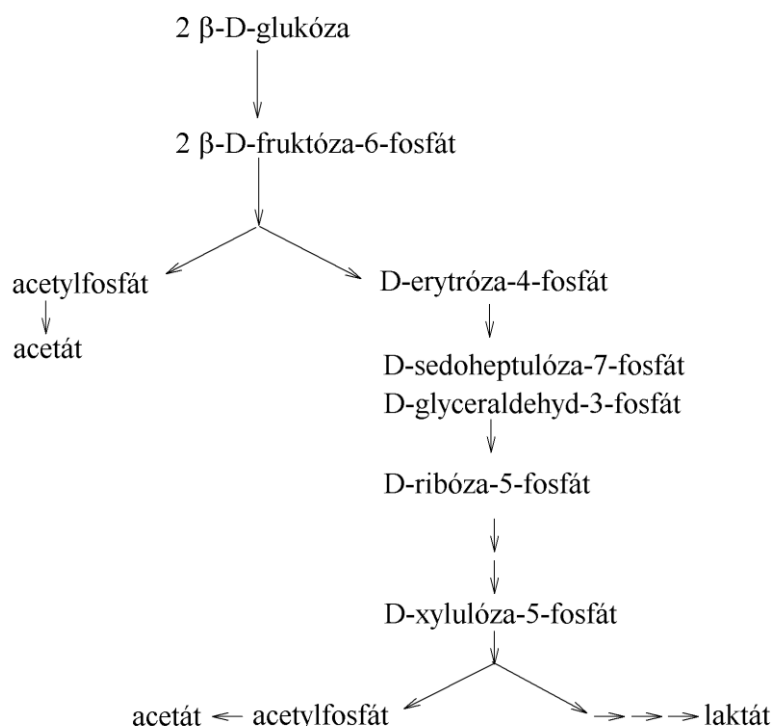 2 β-D-glukóza
2 β-D-fruktóza-6-fosfát
acetylfosfát
D-erytróza-4-fosfát
acetát
D-sedoheptulóza-7-fosfát
D-glyceraldehyd-3-fosfát
D-ribóza-5-fosfát
D-xylulóza-5-fosfát
acetát acetylfosfát laktát